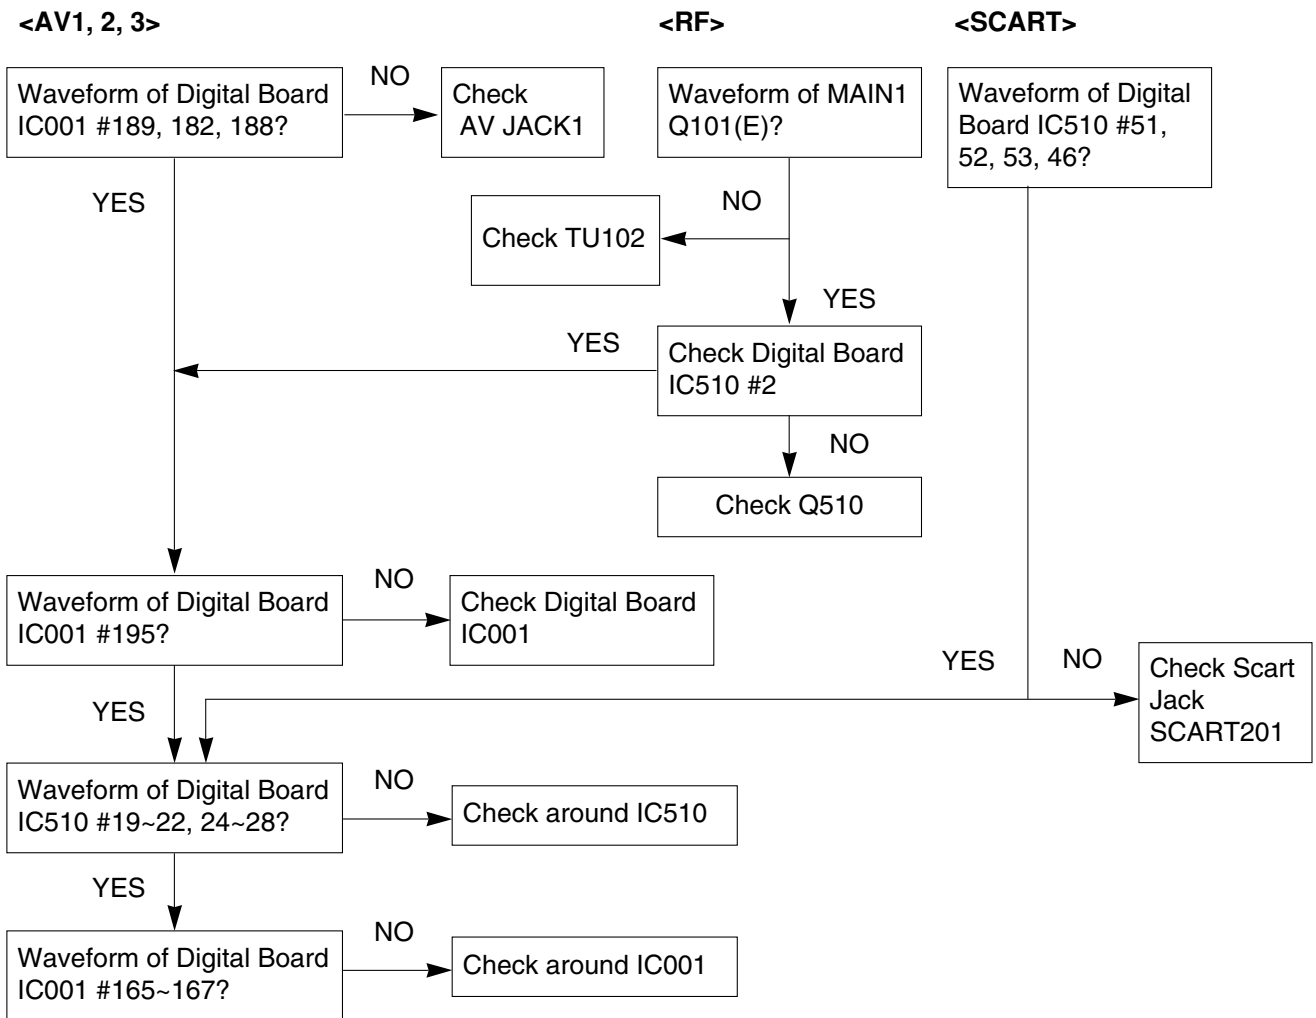 <AV1, 2, 3>
<RF>
<SCART>
Waveform of Digital Board
IC001 #189, 182, 188?
NO
Check
AV JACK1
Waveform of MAIN1
Q101(E)?
Waveform of Digital
Board IC510 #51,
52, 53, 46?
YES
NO
Check TU102
YES
YES
Check Digital Board
IC510 #2
NO
Check Q510
Waveform of Digital Board
IC001 #195?
NO
Check Digital Board
IC001
YES
NO
Check Scart
Jack
SCART201
YES
Waveform of Digital Board
IC510 #19~22, 24~28?
NO
Check around IC510
YES
Waveform of Digital Board
IC001 #165~167?
NO
Check around IC001